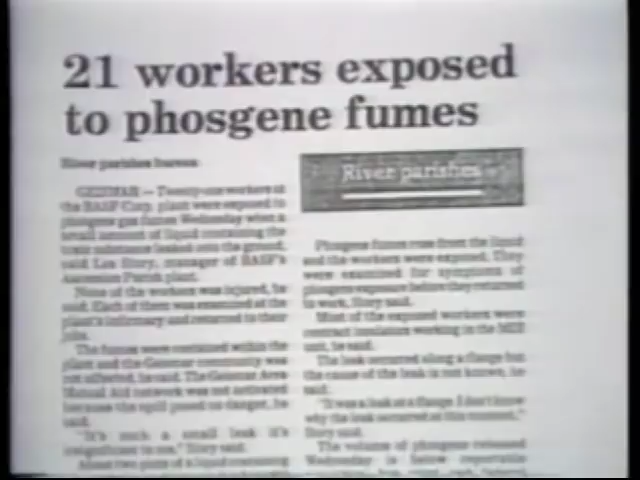 21 workers exposed
to phosgene fumes
River parishes bureau
River parishes
GEISMAR — Twenty-one workers at
the BASF Corp. plant were exposed to
phosgene gas fumes Wednesday when a
small amount of liquid containing the
toxic substance leaked onto the ground,
said Les Story, manager of BASF's
Ascension Parish plant.
None of the workers was injured, he
said. Each of them was examined at the
plant's infirmary and returned to their
jobs.
The fumes were contained within the
plant and the Geismar community was
not affected, he said. The Geismar Area
Mutual Aid network was not activated
because the spill posed no danger, he
said.
"It's such a small leak it's
insignificant to me," Story said.
About two pints of a liquid containing
Phosgene fumes rose from the liquid
and the workers were exposed. They
were examined for symptoms of
phosgene exposure before they returned
to work, Story said.
Most of the exposed workers were
contract insulators working in the MDI
unit, he said.
The leak occurred along a flange but
the cause of the leak is not known, he
said.
"It was a leak at a flange. I don't know
why the leak occurred at this moment,"
Story said.
The volume of phosgene released
Wednesday is below reportable